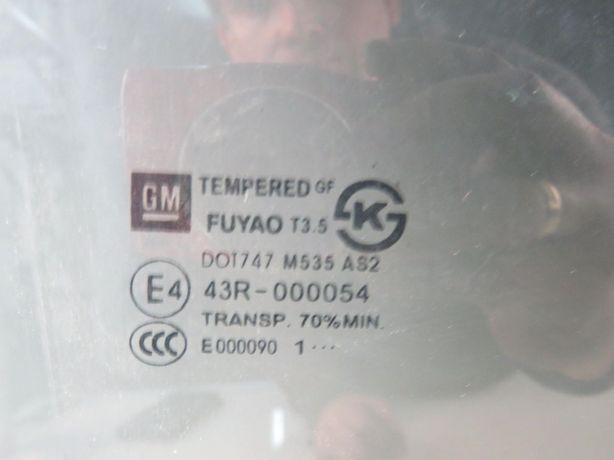 GM TEMPERED GF
FUYAO T3.5 K
DOT747 M535 AS2
E4 43R-000054
TRANSP. 70%MIN.
CCC E000090 1 ...